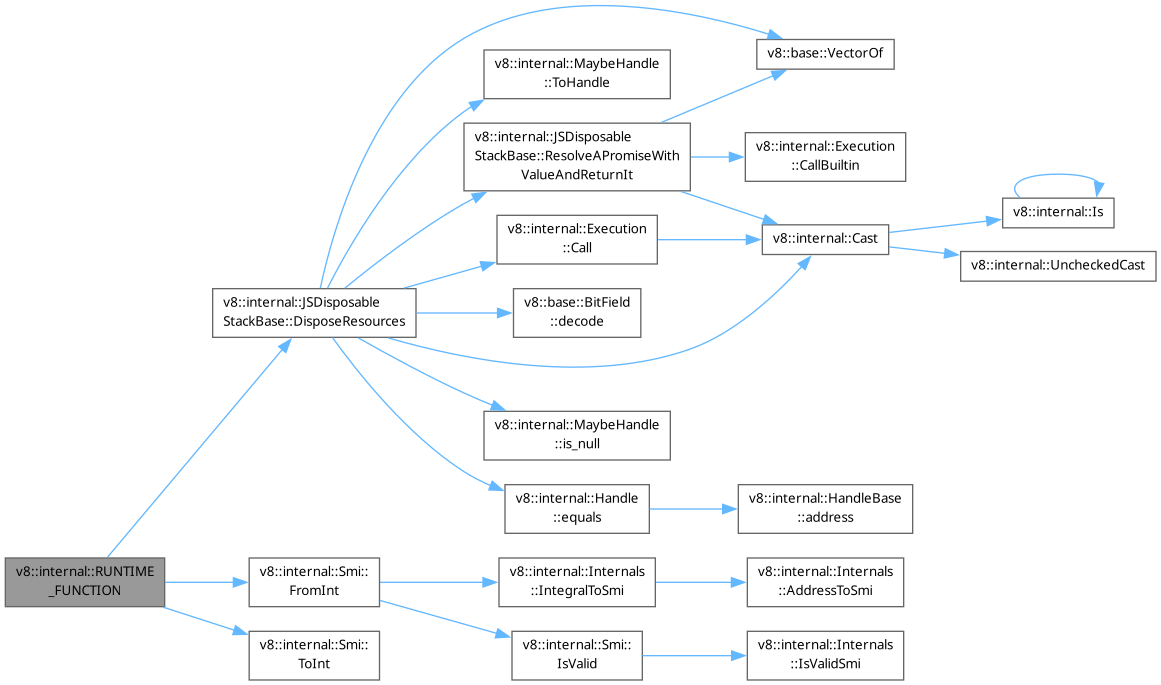 v8::base::VectorOf
v8::internal::MaybeHandle
::ToHandle
v8::internal::JSDisposable
StackBase::ResolveAPromiseWith
ValueAndReturnIt
v8::internal::Execution
::CallBuiltin
v8::internal::Is
v8::internal::Execution
::Call
v8::internal::Cast
v8::internal::UncheckedCast
v8::internal::JSDisposable
StackBase::DisposeResources
v8::base::BitField
::decode
v8::internal::MaybeHandle
::is_null
v8::internal::Handle
::equals
v8::internal::HandleBase
::address
v8::internal::RUNTIME
_FUNCTION
v8::internal::Smi::
FromInt
v8::internal::Internals
::IntegralToSmi
v8::internal::Internals
::AddressToSmi
v8::internal::Smi::
ToInt
v8::internal::Smi::
IsValid
v8::internal::Internals
::IsValidSmi